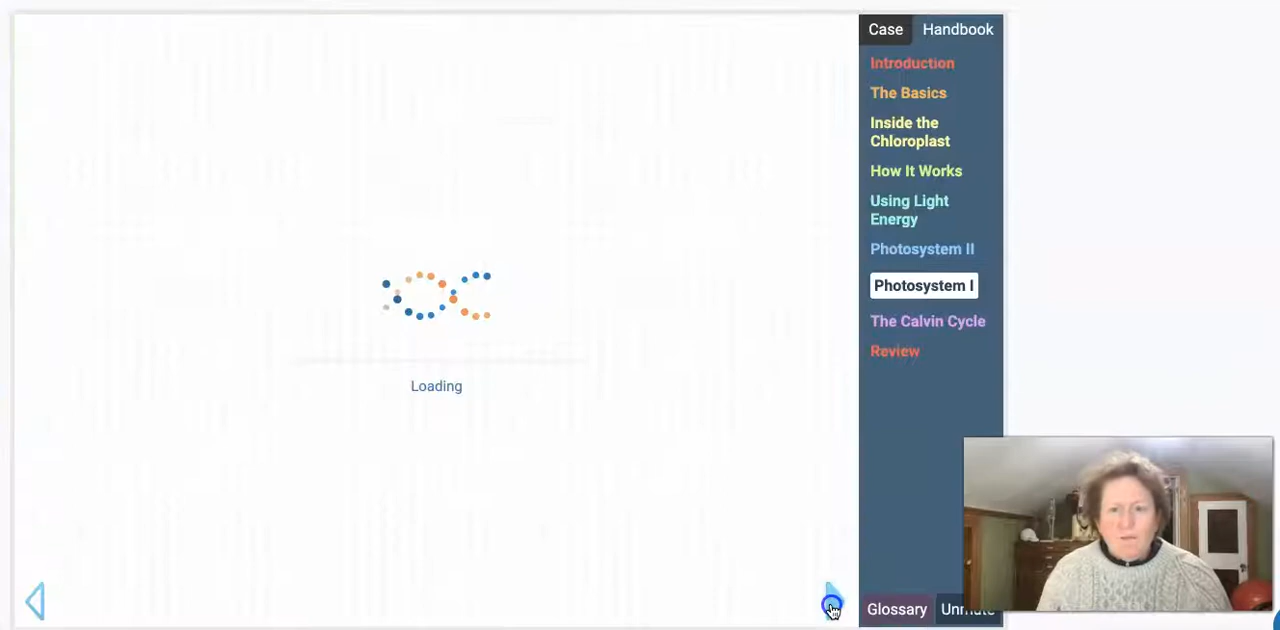 Case Handbook
Introduction
The Basics
Inside the
Chloroplast
How It Works
Using Light
Energy
Photosystem II
Photosystem I
The Calvin Cycle
Review
Loading
Glossary Unmute